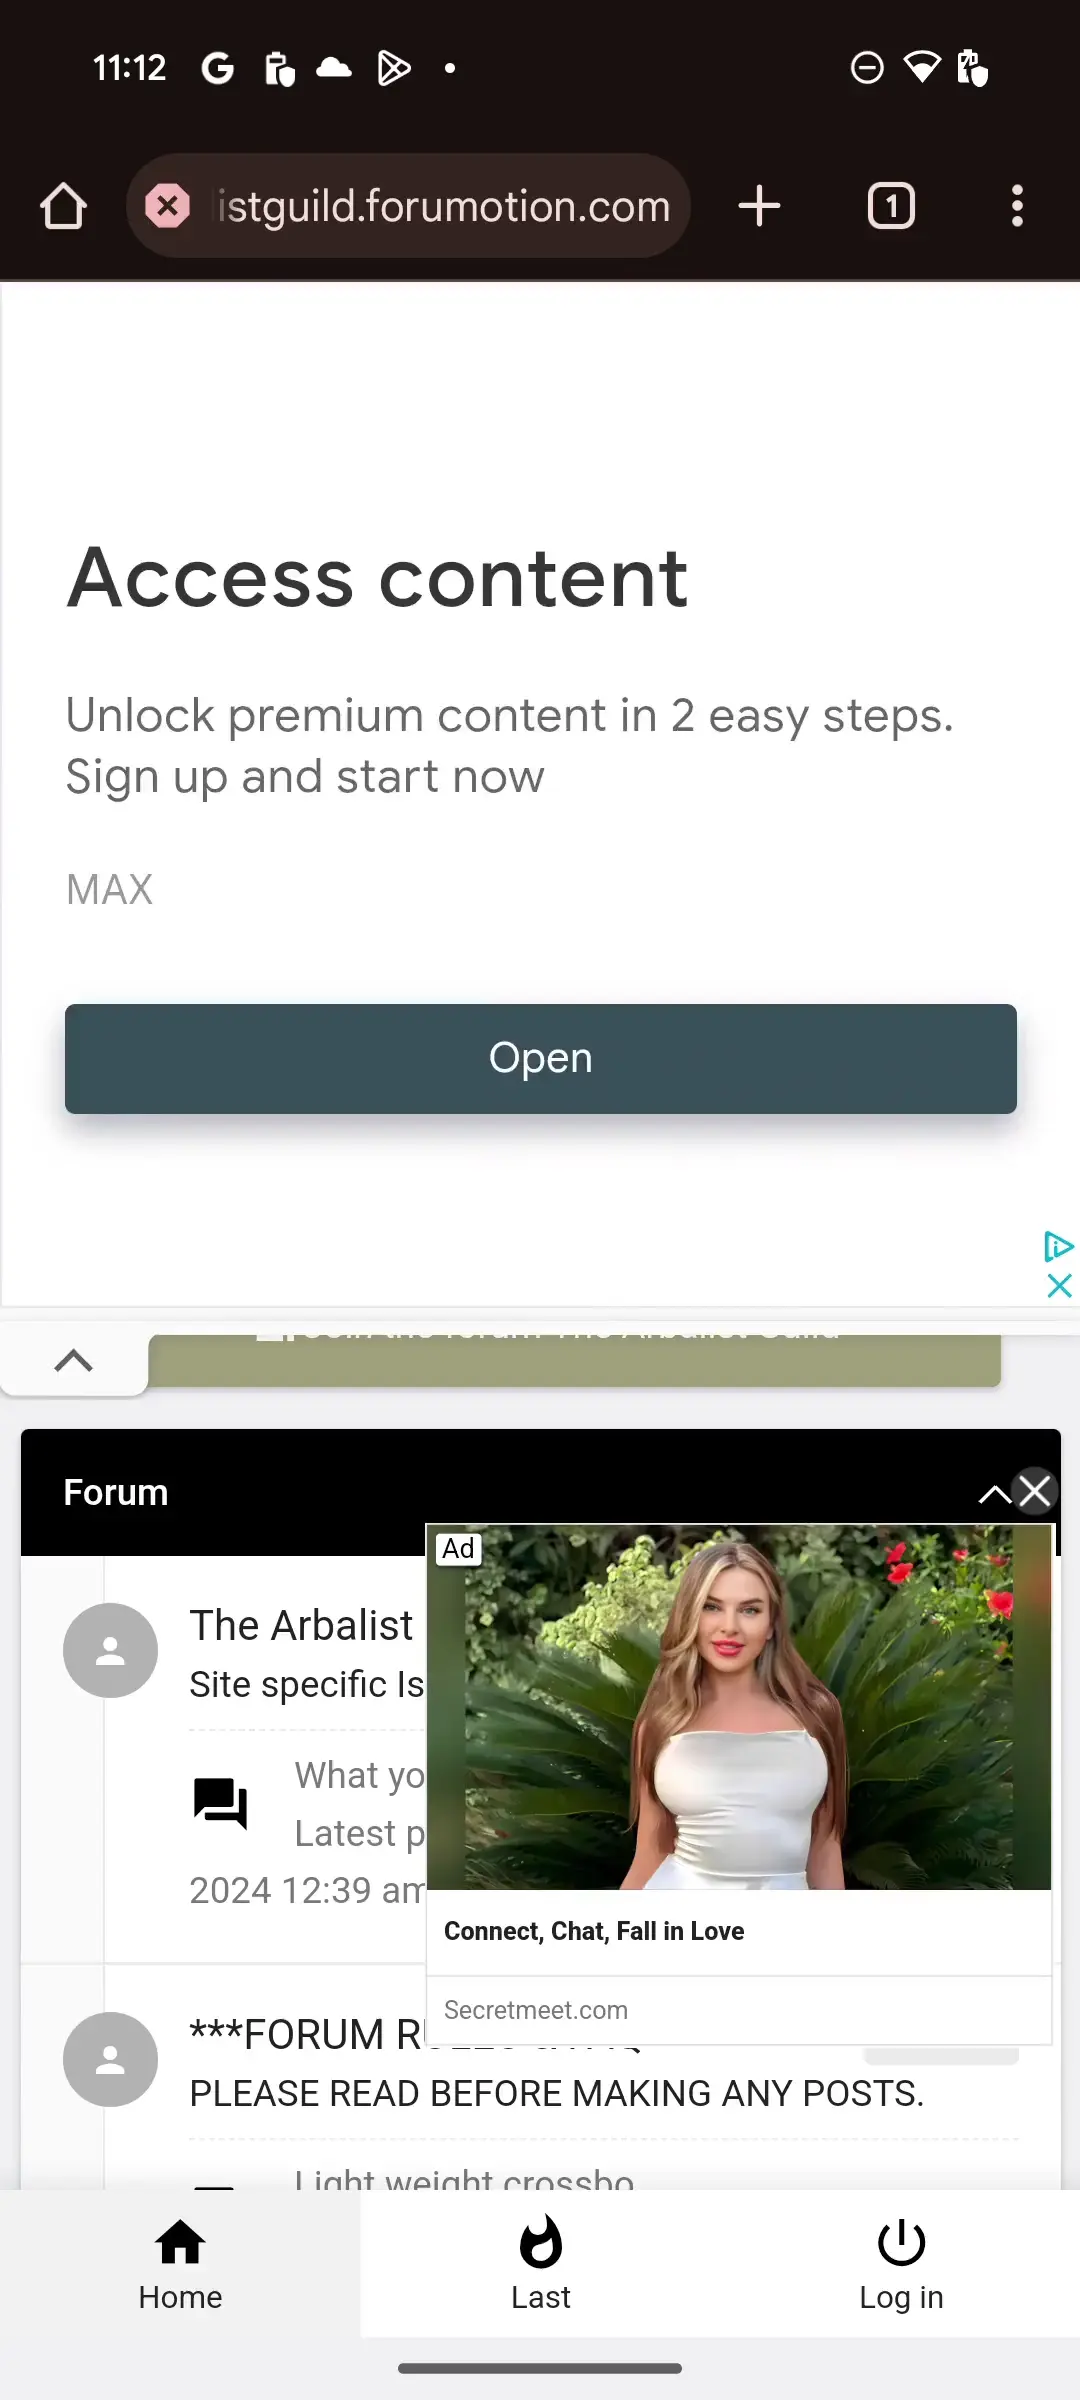 11:12
istguild.forumotion.com
1
Access content
Unlock premium content in 2 easy steps.
Sign up and start now
MAX
Open
Forum
Ad
The Arbalist
Site specific Is
What yo
Latest p
2024 12:39 am
Connect, Chat, Fall in Love
Secretmeet.com
***FORUM
PLEASE READ BEFORE MAKING ANY POSTS.
Light weight crossbo
Home
Last
Log in